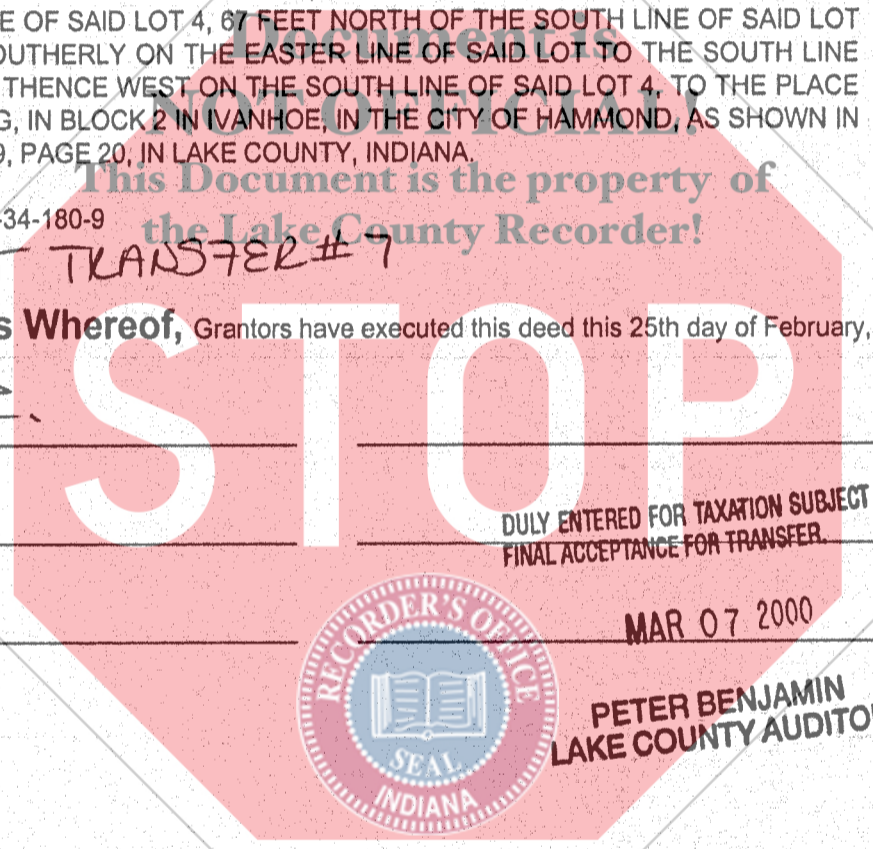 E OF SAID LOT 4, 67 FEET NORTH OF THE SOUTH LINE OF SAID LOT
OUTHERLY ON THE EASTER LINE OF SAID LOT TO THE SOUTH LINE
THENCE WEST ON THE SOUTH LINE OF SAID LOT 4, TO THE PLACE
G, IN BLOCK 2 IN IVANHOE, IN THE CITY OF HAMMOND, AS SHOWN IN
9, PAGE 20, IN LAKE COUNTY, INDIANA.
Document is
NOT OFFICIAL!
This Document is the property of
the Lake County Recorder!
-34-180-9
TRANSFER # 7
s Whereof, Grantors have executed this deed this 25th day of February,
STOP
DULY ENTERED FOR TAXATION SUBJECT
FINAL ACCEPTANCE FOR TRANSFER.
MAR 07 2000
PETER BENJAMIN
LAKE COUNTY AUDITO
RECORDER'S OFFICE
SEAL
INDIANA